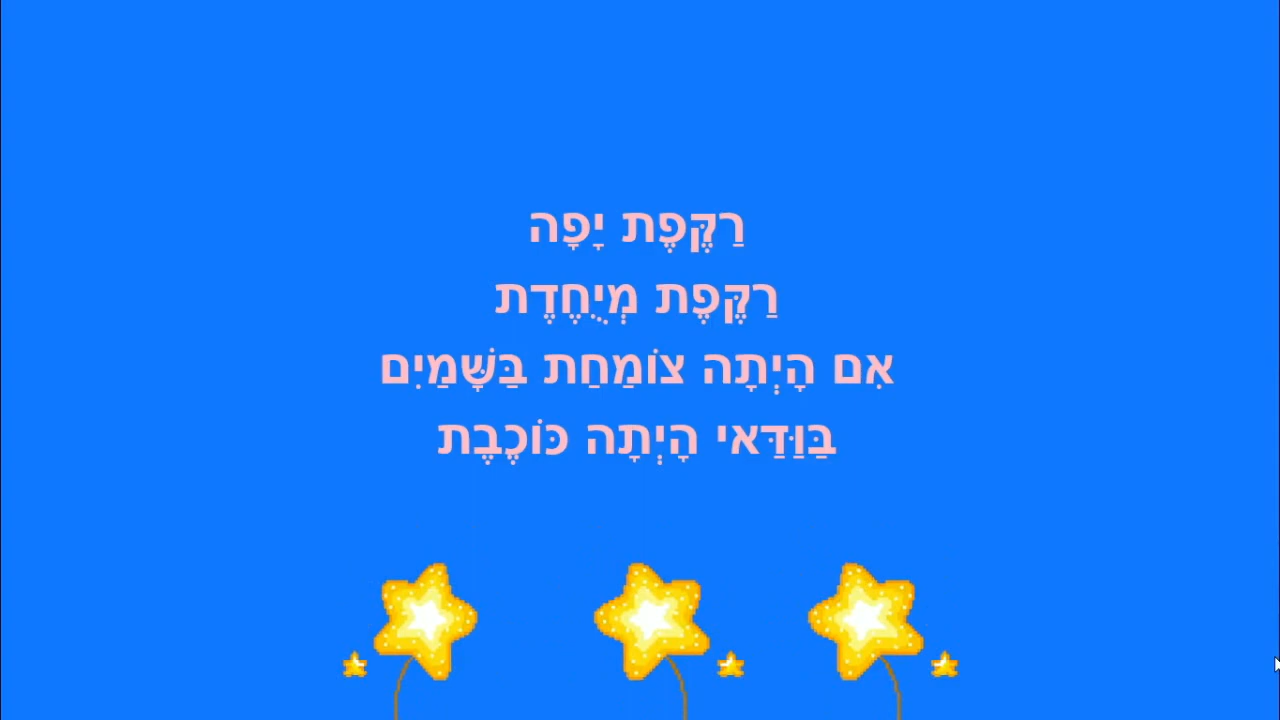 רַקֶּפֶת יָפָה
רַקֶּפֶת מְיֻחֶדֶת
אִם הָיְתָה צוֹמַחַת בַּשָּׁמַיִם
בַּוַּדַּאי הָיְתָה כּוֹכֶבֶת